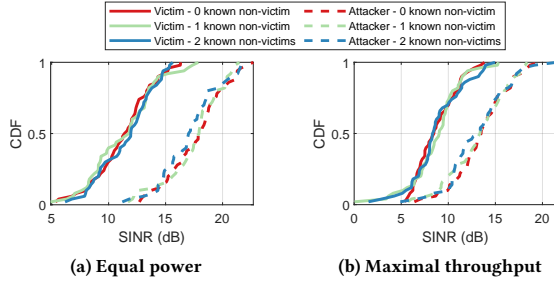 Victim - 0 known non-victim
Attacker - 0 known non-victim
Victim - 1 known non-victim
Attacker - 1 known non-victim
Victim - 2 known non-victims
Attacker - 2 known non-victims
1
0.5
0
CDF
5
10
15
20
SINR (dB)
(a) Equal power
1
0.5
0
CDF
0
5
10
15
20
SINR (dB)
(b) Maximal throughput